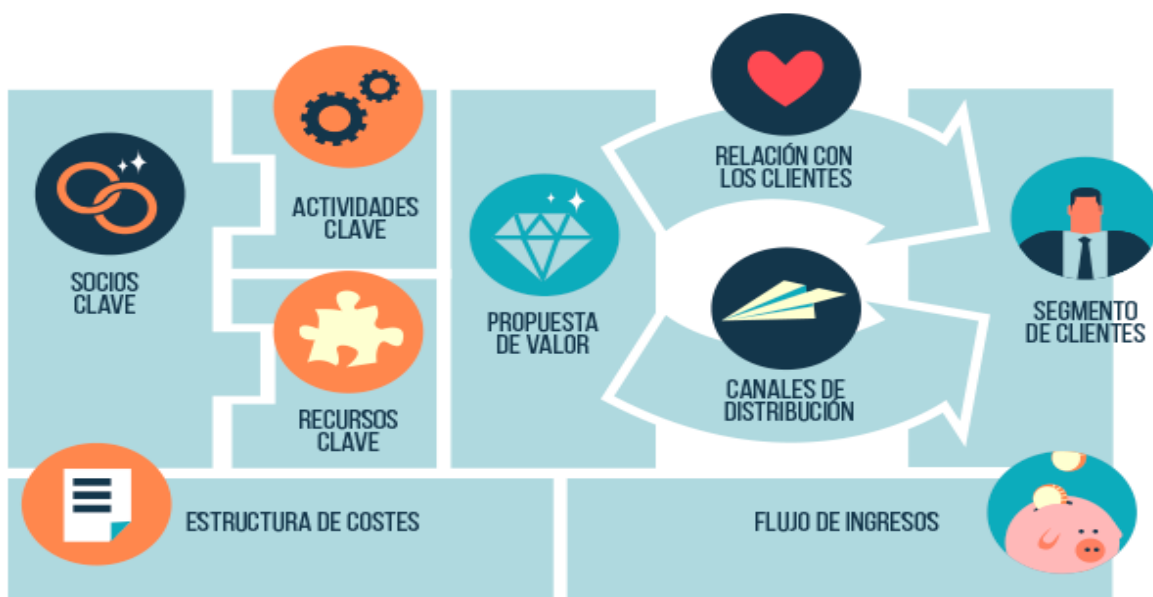 SOCIOS
CLAVE
ACTIVIDADES
CLAVE
RECURSOS
CLAVE
PROPUESTA
DE VALOR
RELACIÓN CON
LOS CLIENTES
CANALES DE
DISTRIBUCIÓN
SEGMENTO
DE CLIENTES
ESTRUCTURA DE COSTES
FLUJO DE INGRESOS